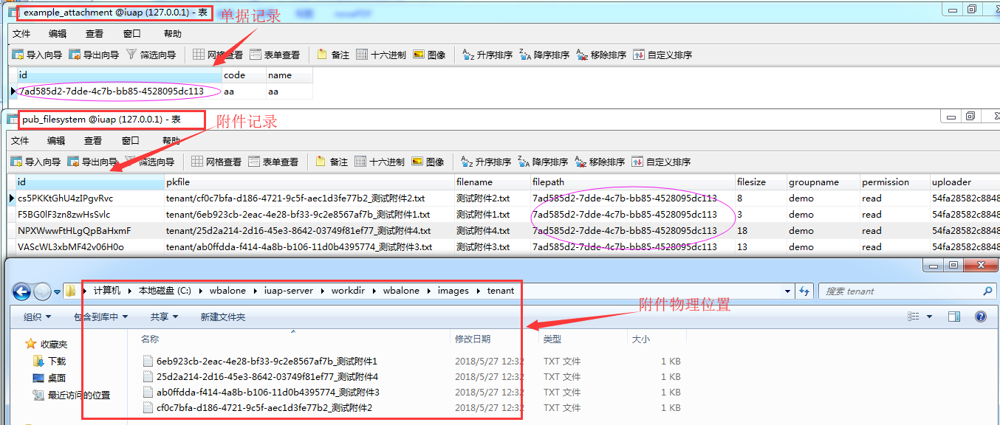 example_attachment @iuap (127.0.0.1) - 表
单据记录
文件 编辑 查看 窗口 帮助
导入向导 导出向导 筛选向导 网格查看 表单查看 备注 十六进制 图像 升序排序 降序排序 移除排序 自定义排序
id code name
7ad585d2-7dde-4c7b-bb85-4528095dc113 aa aa
pub_filesystem @iuap (127.0.0.1) - 表
附件记录
文件 编辑 查看 窗口 帮助
导入向导 导出向导 筛选向导 网格查看 表单查看 备注 十六进制 图像 升序排序 降序排序 移除排序 自定义排序
id pkfile filename filepath filesize groupname permission uploader
cs5PKKtGhU4zIPgvRvc tenant/cf0c7bfa-d186-4721-9c5f-aec1d3fe77b2_测试附件2.txt 测试附件2.txt 7ad585d2-7dde-4c7b-bb85-4528095dc113 8 demo read 54fa28582c8848
F5BG0lF3zn8zwHsSvlc tenant/6eb923cb-2eac-4e28-bf33-9c2e8567af7b_测试附件1.txt 测试附件1.txt 7ad585d2-7dde-4c7b-bb85-4528095dc113 3 demo read 54fa28582c8848
NPXWwwFtHLgQpBaHxmF tenant/25d2a214-2d16-45e3-8642-03749f81ef77_测试附件4.txt 测试附件4.txt 7ad585d2-7dde-4c7b-bb85-4528095dc113 18 demo read 54fa28582c8848
VAScWL3xbMF42v06H0o tenant/ab0ffdda-f414-4a8b-b106-11d0b4395774_测试附件3.txt 测试附件3.txt 7ad585d2-7dde-4c7b-bb85-4528095dc113 13 demo read 54fa28582c8848
计算机 本地磁盘 (C:) wbalone iuap-server workdir wbalone images tenant 搜索 tenant
附件物理位置
组织 包含到库中 共享 新建文件夹
名称 修改日期 类型 大小
收藏夹
下载
桌面
最近访问的位置
6eb923cb-2eac-4e28-bf33-9c2e8567af7b_测试附件1 2018/5/27 12:32 TXT 文件 1 KB
25d2a214-2d16-45e3-8642-03749f81ef77_测试附件4 2018/5/27 12:32 TXT 文件 1 KB
ab0ffdda-f414-4a8b-b106-11d0b4395774_测试附件3 2018/5/27 12:32 TXT 文件 1 KB
cf0c7bfa-d186-4721-9c5f-aec1d3fe77b2_测试附件2 2018/5/27 12:32 TXT 文件 1 KB